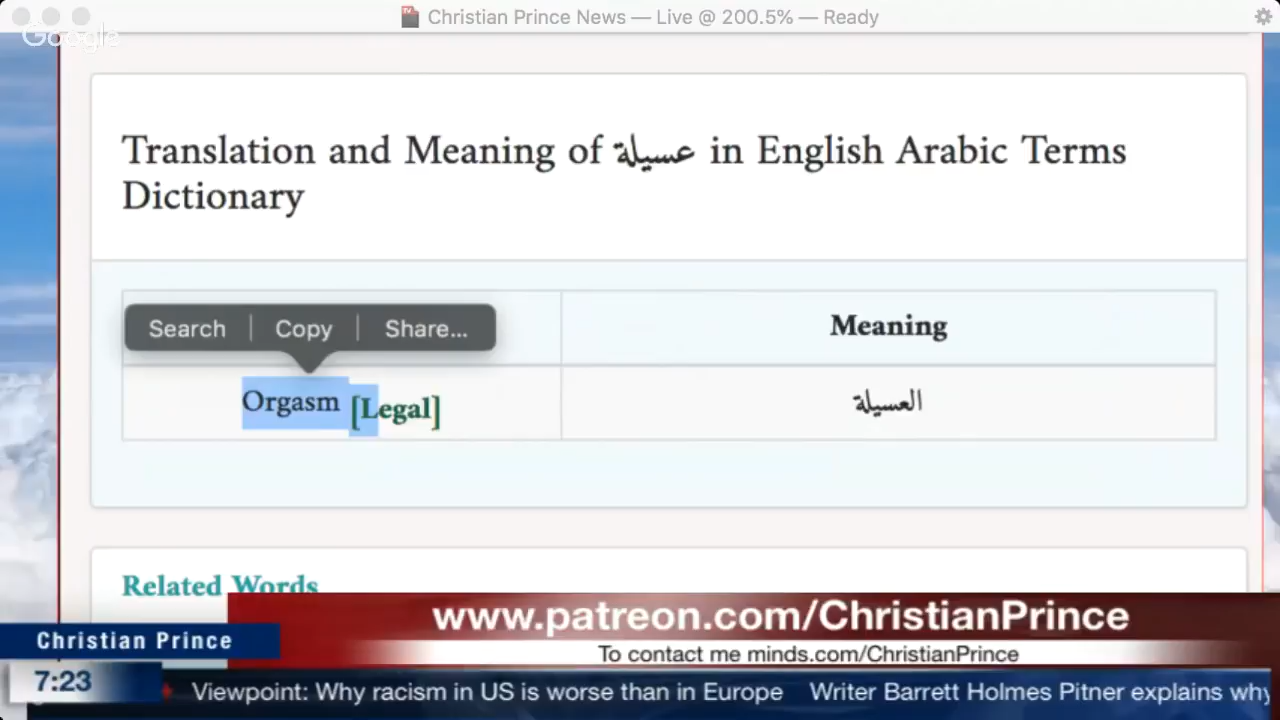 Christian Prince News — Live @ 200.5% — Ready
Google
Translation and Meaning of عسيلة in English Arabic Terms
Dictionary
Search Copy Share...
Meaning
Orgasm [Legal]
العسيلة
Related Words
www.patreon.com/ChristianPrince
Christian Prince
To contact me minds.com/ChristianPrince
7:23
Viewpoint: Why racism in US is worse than in Europe Writer Barrett Holmes Pitner explains why